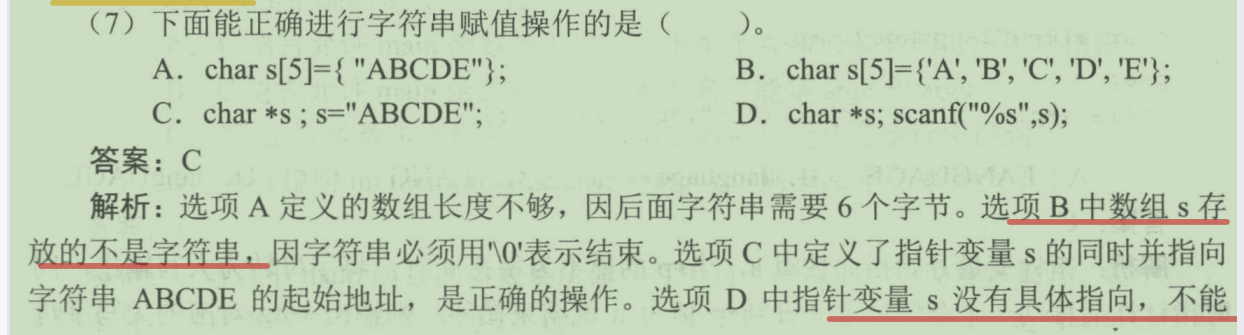 （7）下面能正确进行字符串赋值操作的是（　　）。
A．char s[5]={ "ABCDE"};　　B．char s[5]={'A', 'B', 'C', 'D', 'E'};
C．char *s ; s="ABCDE";　　D．char *s; scanf("%s",s);
答案：C
解析：选项 A 定义的数组长度不够，因后面字符串需要 6 个字节。选项 B 中数组 s 存
放的不是字符串，因字符串必须用'\0'表示结束。选项 C 中定义了指针变量 s 的同时并指向
字符串 ABCDE 的起始地址，是正确的操作。选项 D 中指针变量 s 没有具体指向，不能